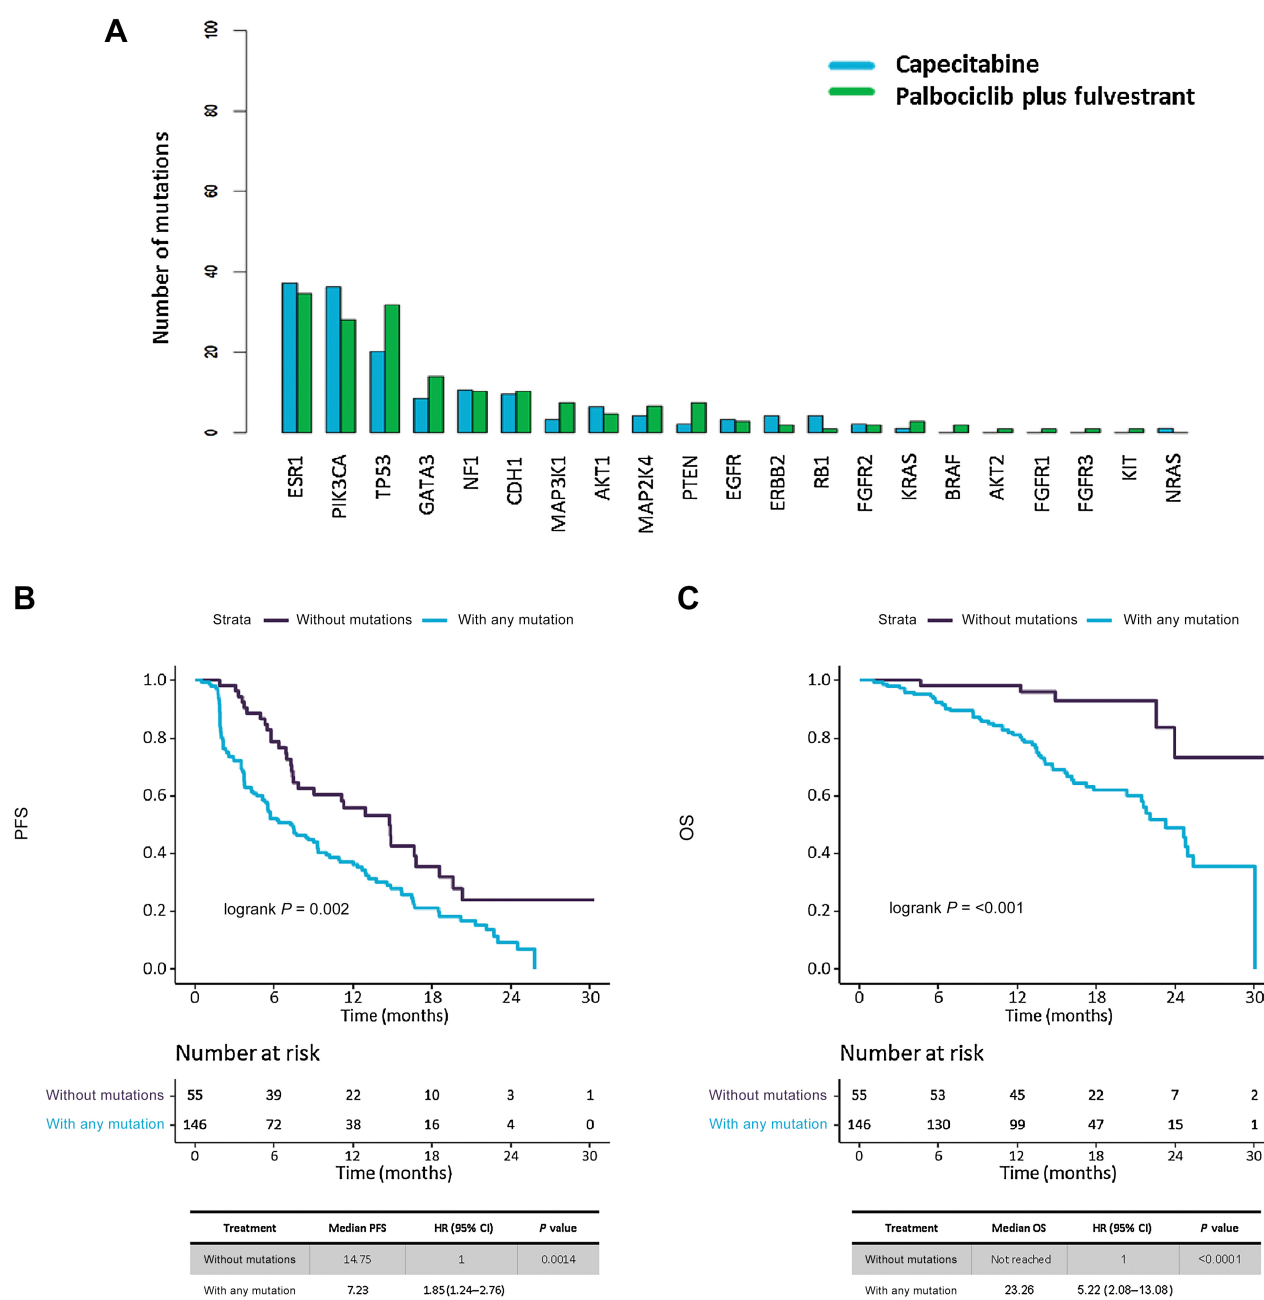 A
Number of mutations
100
80
60
40
20
0
Capecitabine
Palbociclib plus fulvestrant
ESR1
PIK3CA
TP53
GATA3
NF1
CDH1
MAP3K1
AKT1
MAP2K4
PTEN
EGFR
ERBB2
RB1
FGFR2
KRAS
BRAF
AKT2
FGFR1
FGFR3
KIT
NRAS
B
Strata Without mutations With any mutation
PFS
1.0
0.8
0.6
0.4
0.2
0.0
logrank P = 0.002
0 6 12 18 24 30
Time (months)
Number at risk
Without mutations 55 39 22 10 3 1
With any mutation 146 72 38 16 4 0
0 6 12 18 24 30
Time (months)
Treatment Median PFS HR (95% CI) P value
Without mutations 14.75 1 0.0014
With any mutation 7.23 1.85(1.24–2.76)
C
Strata Without mutations With any mutation
OS
1.0
0.8
0.6
0.4
0.2
0.0
logrank P = <0.001
0 6 12 18 24 30
Time (months)
Number at risk
Without mutations 55 53 45 22 7 2
With any mutation 146 130 99 47 15 1
0 6 12 18 24 30
Time (months)
Treatment Median OS HR (95% CI) P value
Without mutations Not reached 1 <0.0001
With any mutation 23.26 5.22 (2.08–13.08)